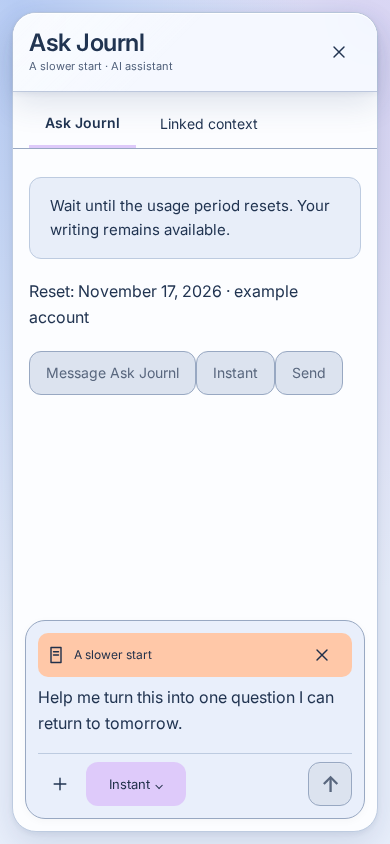 Ask Journl
A slower start · AI assistant
Ask Journl
Linked context
Wait until the usage period resets. Your
writing remains available.
Reset: November 17, 2026 · example
account
Message Ask Journl
Instant
Send
A slower start
Help me turn this into one question I can
return to tomorrow.
Instant